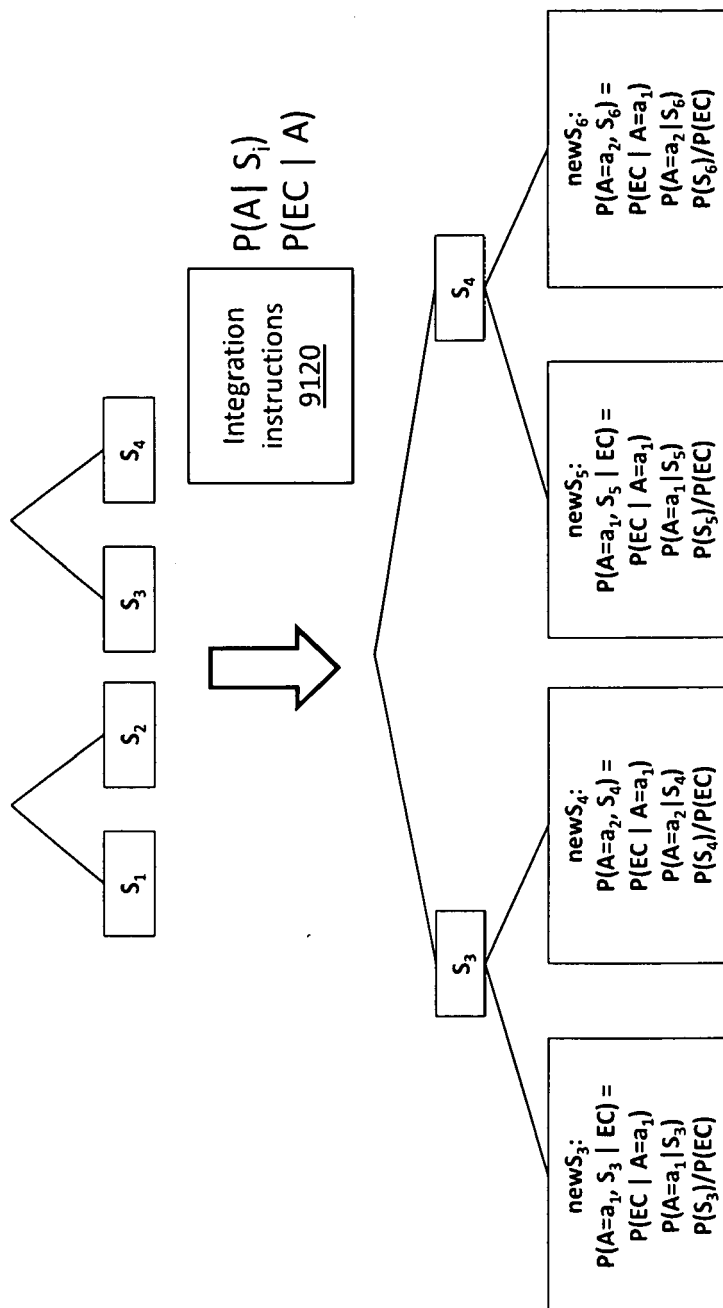 S₁
S₂
S₃
S₄
Integration
instructions
9120
P(A| Sᵢ)
P(EC | A)
S₃
S₄
newS₃:
P(A=a₁, S₃ | EC) =
P(EC | A=a₁)
P(A=a₁|S₃)
P(S₃)/P(EC)
newS₄:
P(A=a₂, S₄) =
P(EC | A=a₁)
P(A=a₂|S₄)
P(S₄)/P(EC)
newS₅:
P(A=a₁, S₅ | EC) =
P(EC | A=a₁)
P(A=a₁|S₅)
P(S₅)/P(EC)
newS₆:
P(A=a₂, S₆) =
P(EC | A=a₁)
P(A=a₂|S₆)
P(S₆)/P(EC)